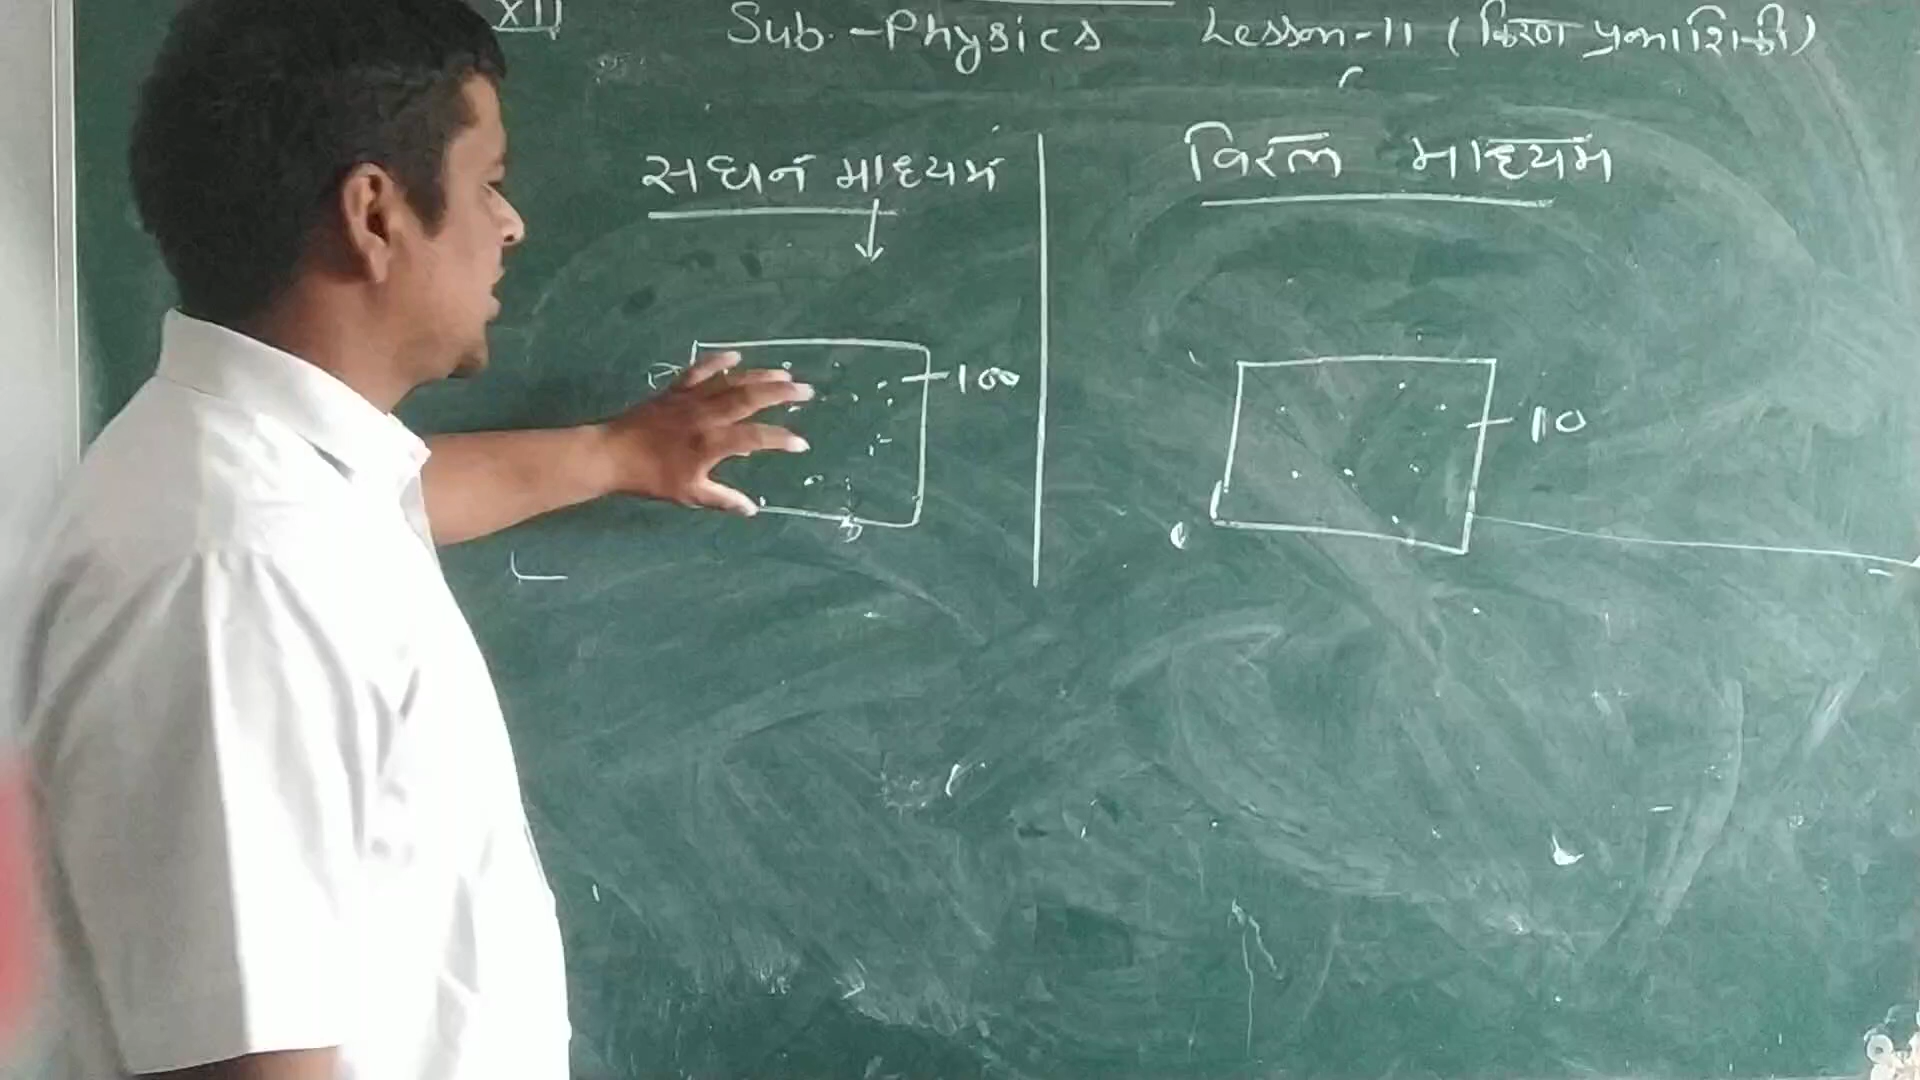 XII Sub.-Physics Lesson-11 (किरण प्रकाशिकी)
सघन माध्यम
विरल माध्यम
100
10